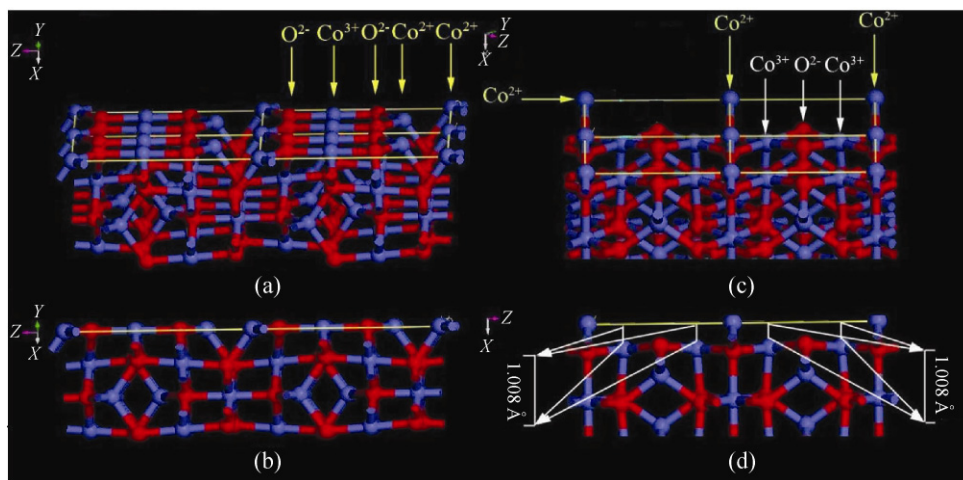 Y
Z
X
O²⁻ Co³⁺ O²⁻ Co²⁺ Co²⁺
(a)
Y
Z
X
Co²⁺ Co²⁺
Co³⁺ O²⁻ Co³⁺
Co²⁺
(c)
Y
Z
X
(b)
Z
X
1.008 Å
1.008 Å
(d)